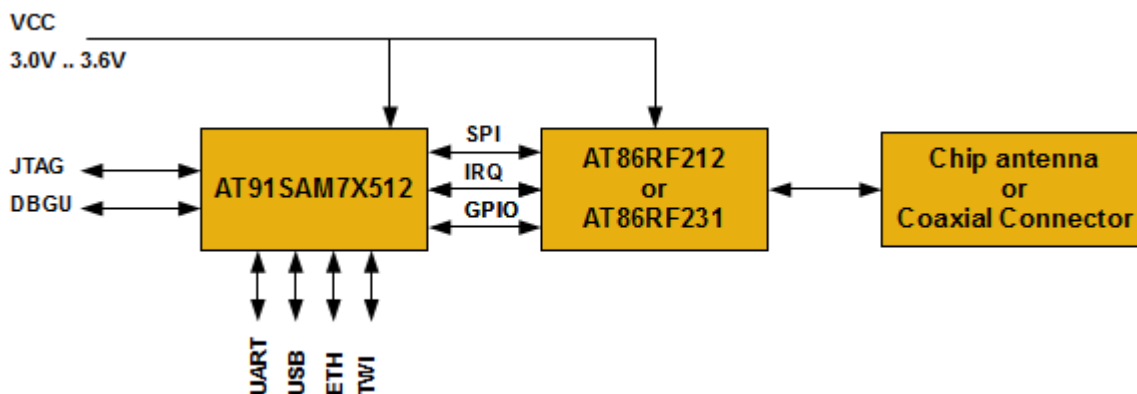 VCC
3.0V .. 3.6V
JTAG
DBGU
AT91SAM7X512
SPI
IRQ
GPIO
AT86RF212
or
AT86RF231
Chip antenna
or
Coaxial Connector
UART
USB
ETH
TWI